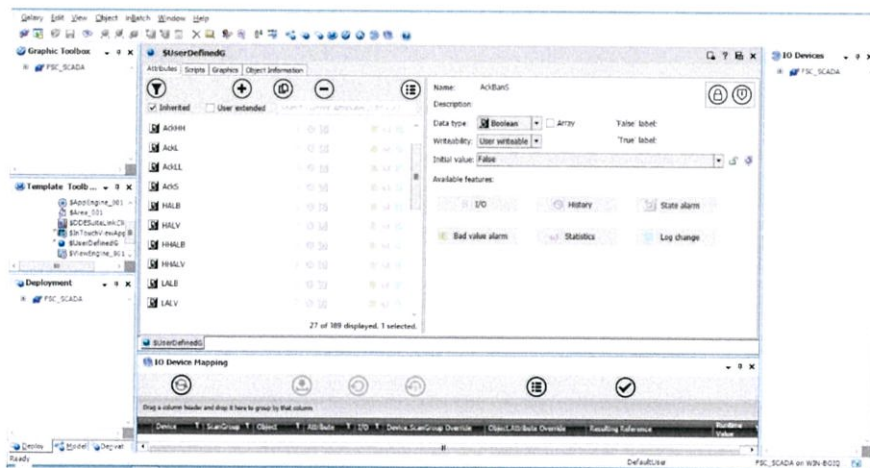 Galaxy Edit View Object inBatch Window Help
Graphic Toolbox
FSC_SCADA
$UserDefinedG
Attributes Scripts Graphics Object Information
Inherited
User extended
AckHH
AckL
AckLL
AckS
HALB
HALV
HHALB
HHALV
LALB
LALV
27 of 189 displayed, 1 selected.
$UserDefinedG
Name: AckBanS
Description:
Data type: Boolean Array 'False' label:
Writeability: User writeable 'True' label:
Initial value: False
Available features:
I/O History State alarm
Bad value alarm Statistics Log change
IO Devices
FSC_SCADA
Template Toolb...
$AppEngine_001
$Area_001
$DDESuiteLinkCli
$InTouchViewApp
$UserDefinedG
$ViewEngine_001
Deployment
FSC_SCADA
IO Device Mapping
Drag a column header and drop it here to group by that column
Device ScanGroup Object Attribute I/O Device.ScanGroup Override Object.Attribute Override Resulting Reference Runtime Value
Deploy Model Derivat
Ready
DefaultUser
FSC_SCADA on WIN-BOJQ